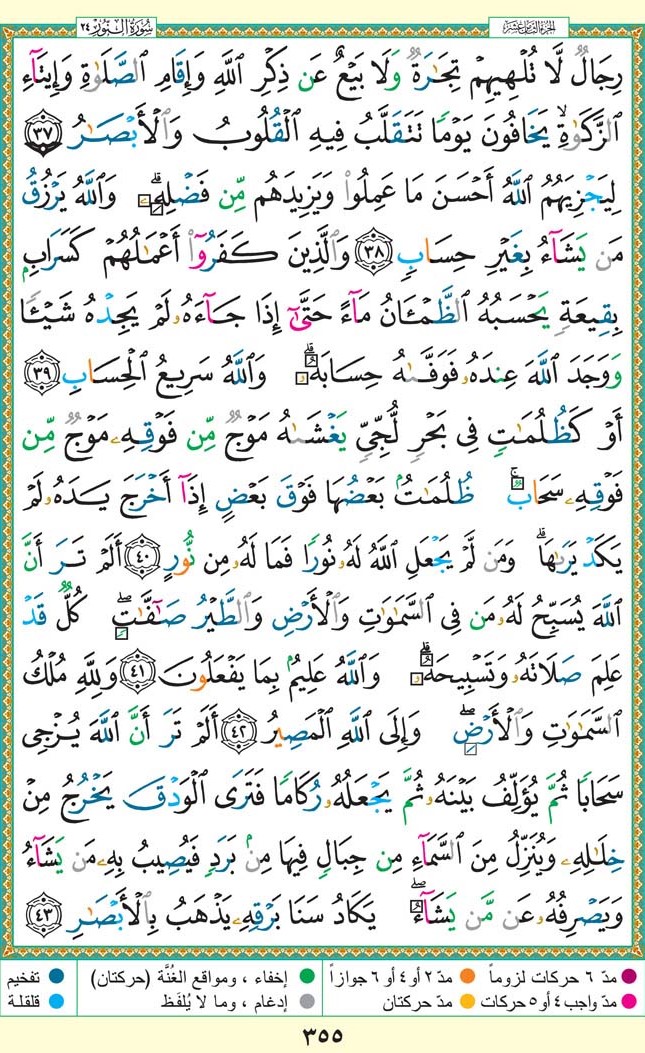 سُورَةُ النُّورِ ٢٤
الجزء الثامن عشر
رِجَالٌ لَّا تُلْهِيهِمْ تِجَٰرَةٌ وَلَا بَيْعٌ عَن ذِكْرِ ٱللَّهِ وَإِقَامِ ٱلصَّلَوٰةِ وَإِيتَآءِ
ٱلزَّكَوٰةِ ۙ يَخَافُونَ يَوْمًا تَتَقَلَّبُ فِيهِ ٱلْقُلُوبُ وَٱلْأَبْصَٰرُ ٣٧
لِيَجْزِيَهُمُ ٱللَّهُ أَحْسَنَ مَا عَمِلُوا۟ وَيَزِيدَهُم مِّن فَضْلِهِۦ ۗ وَٱللَّهُ يَرْزُقُ
مَن يَشَآءُ بِغَيْرِ حِسَابٍ ٣٨ وَٱلَّذِينَ كَفَرُوٓا۟ أَعْمَٰلُهُمْ كَسَرَابٍۭ
بِقِيعَةٍ يَحْسَبُهُ ٱلظَّمْـَٔانُ مَآءً حَتَّىٰٓ إِذَا جَآءَهُۥ لَمْ يَجِدْهُ شَيْـًٔا
وَوَجَدَ ٱللَّهَ عِندَهُۥ فَوَفَّىٰهُ حِسَابَهُۥ ۗ وَٱللَّهُ سَرِيعُ ٱلْحِسَابِ ٣٩
أَوْ كَظُلُمَٰتٍ فِى بَحْرٍ لُّجِّىٍّ يَغْشَىٰهُ مَوْجٌ مِّن فَوْقِهِۦ مَوْجٌ مِّن
فَوْقِهِۦ سَحَابٌ ۚ ظُلُمَٰتٌۢ بَعْضُهَا فَوْقَ بَعْضٍ إِذَآ أَخْرَجَ يَدَهُۥ لَمْ
يَكَدْ يَرَىٰهَا ۗ وَمَن لَّمْ يَجْعَلِ ٱللَّهُ لَهُۥ نُورًا فَمَا لَهُۥ مِن نُّورٍ ٤٠ أَلَمْ تَرَ أَنَّ
ٱللَّهَ يُسَبِّحُ لَهُۥ مَن فِى ٱلسَّمَٰوَٰتِ وَٱلْأَرْضِ وَٱلطَّيْرُ صَٰٓفَّٰتٍ ۖ كُلٌّ قَدْ
عَلِمَ صَلَاتَهُۥ وَتَسْبِيحَهُۥ ۗ وَٱللَّهُ عَلِيمٌۢ بِمَا يَفْعَلُونَ ٤١ وَلِلَّهِ مُلْكُ
ٱلسَّمَٰوَٰتِ وَٱلْأَرْضِ ۖ وَإِلَى ٱللَّهِ ٱلْمَصِيرُ ٤٢ أَلَمْ تَرَ أَنَّ ٱللَّهَ يُزْجِى
سَحَابًا ثُمَّ يُؤَلِّفُ بَيْنَهُۥ ثُمَّ يَجْعَلُهُۥ رُكَامًا فَتَرَى ٱلْوَدْقَ يَخْرُجُ مِنْ
خِلَٰلِهِۦ وَيُنَزِّلُ مِنَ ٱلسَّمَآءِ مِن جِبَالٍ فِيهَا مِنۢ بَرَدٍ فَيُصِيبُ بِهِۦ مَن يَشَآءُ
وَيَصْرِفُهُۥ عَن مَّن يَشَآءُ ۖ يَكَادُ سَنَا بَرْقِهِۦ يَذْهَبُ بِٱلْأَبْصَٰرِ ٤٣
مدّ ٦ حركات لزوماً مدّ ٢ أو ٤ أو ٦ جوازاً إخفاء ، ومواقع الغُنَّة (حركتان) تفخيم
مدّ واجب ٤ أو ٥ حركات مدّ حركتان إدغام ، وما لا يُلفَظ قلقلة
٣٥٥